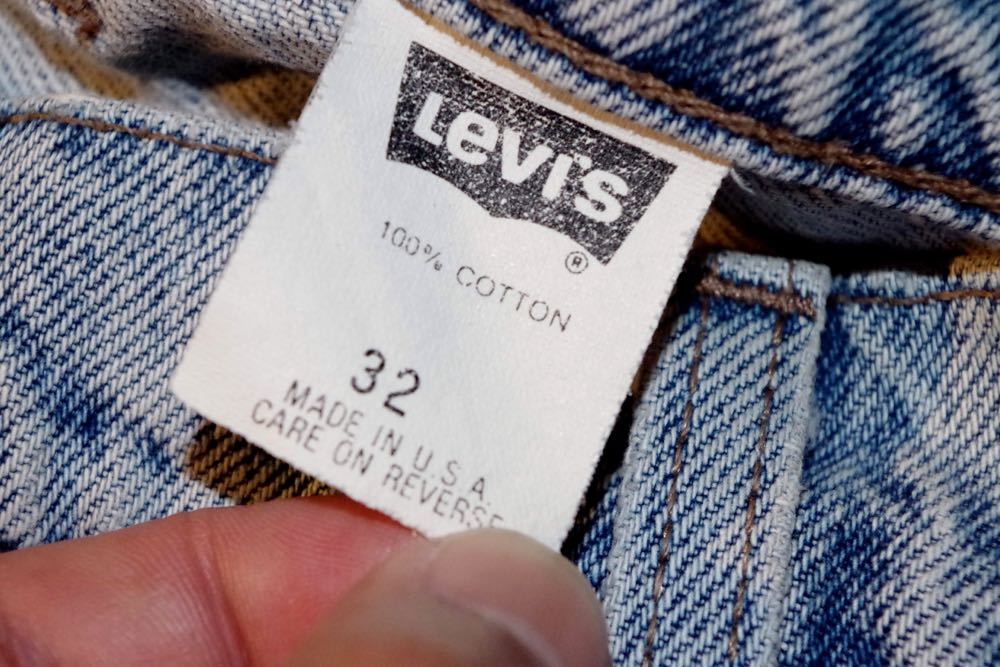 Levi's
®
100% COTTON
32
MADE IN U.S.A.
CARE ON REVERSE